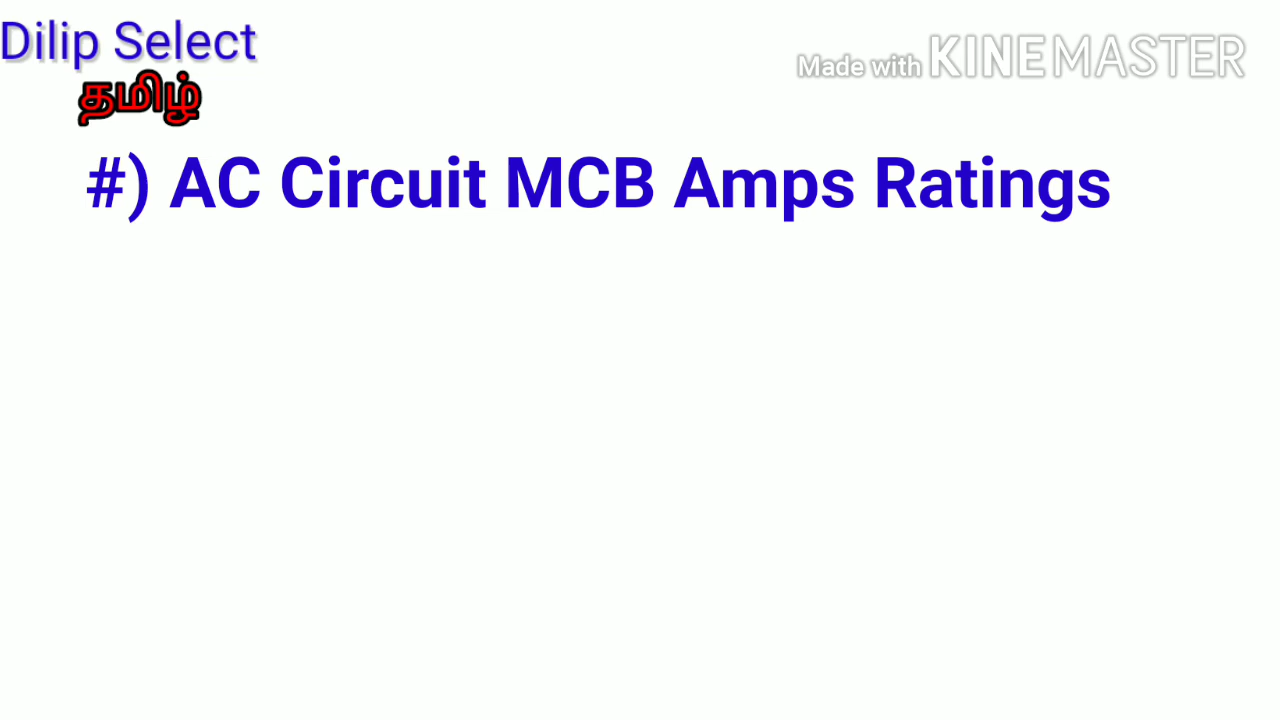 Dilip Select
Made with KINEMASTER
தமிழ்
#) AC Circuit MCB Amps Ratings